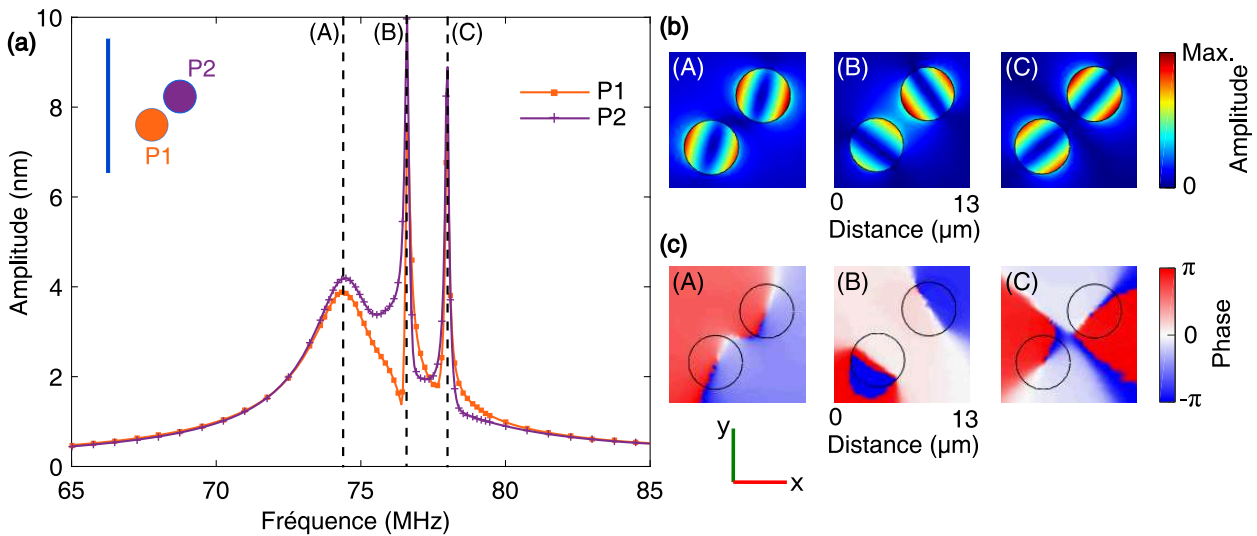 (a)
10
8
6
4
2
0
Amplitude (nm)
65
70
75
80
85
Fréquence (MHz)
(A)
(B)
(C)
P2
P1
P1
P2
(b)
(A)
(B)
(C)
0
13
Distance (µm)
Max.
0
Amplitude
(c)
(A)
(B)
(C)
0
13
Distance (µm)
π
0
-π
Phase
y
x